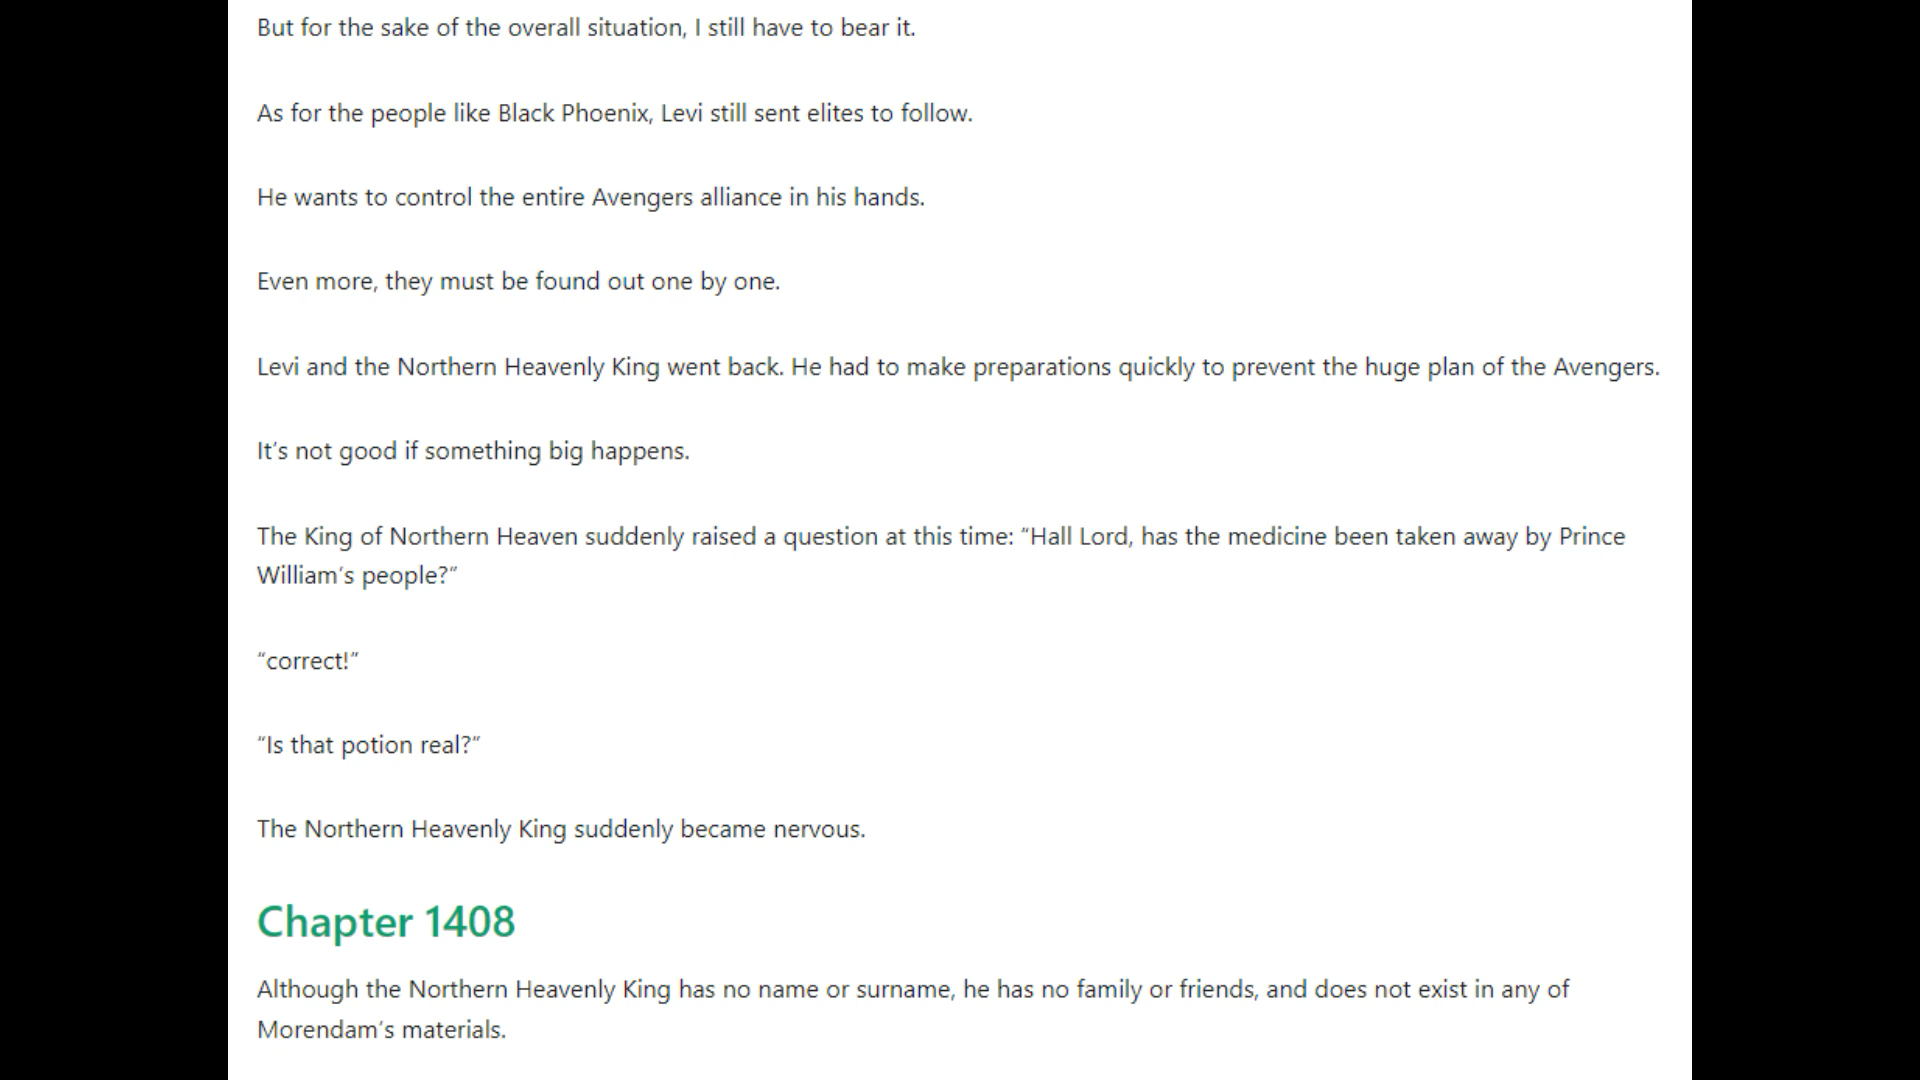 But for the sake of the overall situation, I still have to bear it.
As for the people like Black Phoenix, Levi still sent elites to follow.
He wants to control the entire Avengers alliance in his hands.
Even more, they must be found out one by one.
Levi and the Northern Heavenly King went back. He had to make preparations quickly to prevent the huge plan of the Avengers.
It’s not good if something big happens.
The King of Northern Heaven suddenly raised a question at this time: “Hall Lord, has the medicine been taken away by Prince
William’s people?”
“correct!”
“Is that potion real?”
The Northern Heavenly King suddenly became nervous.
Chapter 1408
Although the Northern Heavenly King has no name or surname, he has no family or friends, and does not exist in any of
Morendam’s materials.